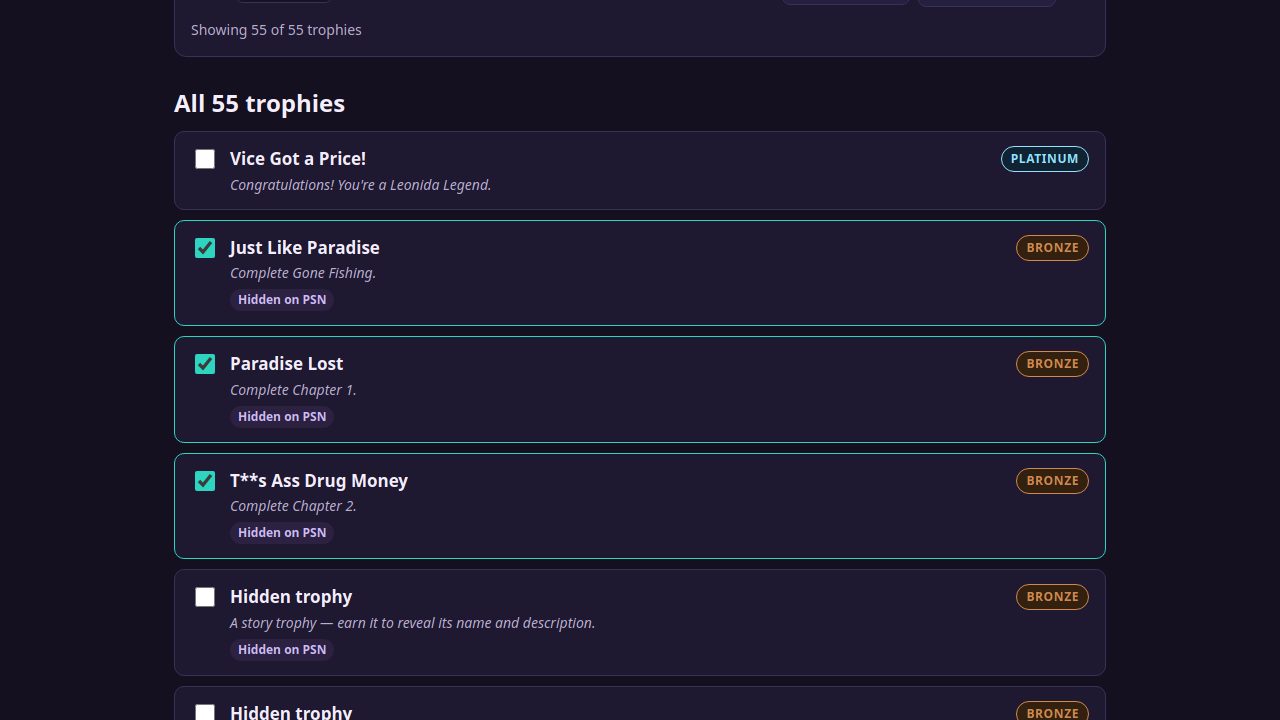 Showing 55 of 55 trophies
All 55 trophies
Vice Got a Price!
PLATINUM
Congratulations! You're a Leonida Legend.
Just Like Paradise
BRONZE
Complete Gone Fishing.
Hidden on PSN
Paradise Lost
BRONZE
Complete Chapter 1.
Hidden on PSN
T**s Ass Drug Money
BRONZE
Complete Chapter 2.
Hidden on PSN
Hidden trophy
BRONZE
A story trophy — earn it to reveal its name and description.
Hidden on PSN
Hidden trophy
BRONZE